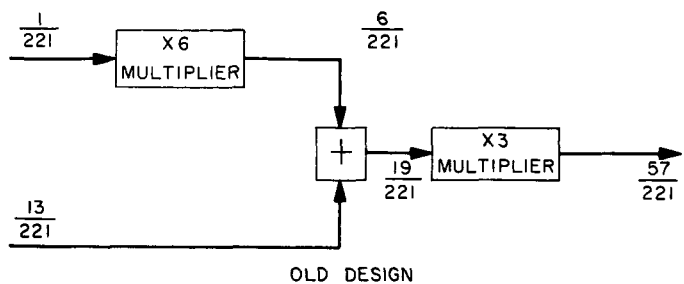 1/221
X6
MULTIPLIER
6/221
+
19/221
X3
MULTIPLIER
57/221
13/221
OLD DESIGN